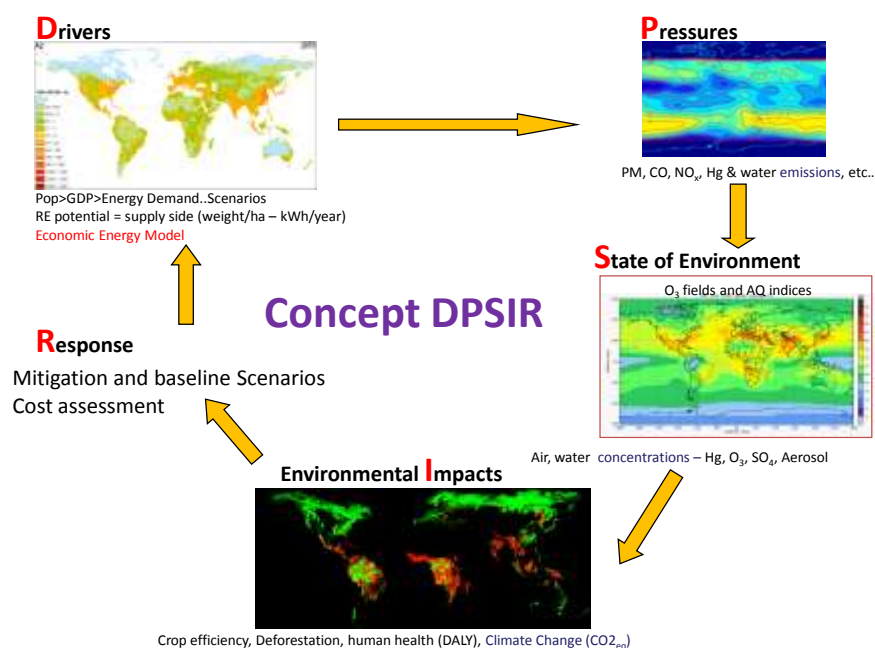 Drivers
Pressures
Pop>GDP>Energy Demand..Scenarios
RE potential = supply side (weight/ha – kWh/year)
Economic Energy Model
PM, CO, NOₓ, Hg & water emissions, etc..
State of Environment
O₃ fields and AQ indices
Concept DPSIR
Response
Mitigation and baseline Scenarios
Cost assessment
Air, water concentrations – Hg, O₃, SO₄, Aerosol
Environmental Impacts
Crop efficiency, Deforestation, human health (DALY), Climate Change (CO2ₑq)